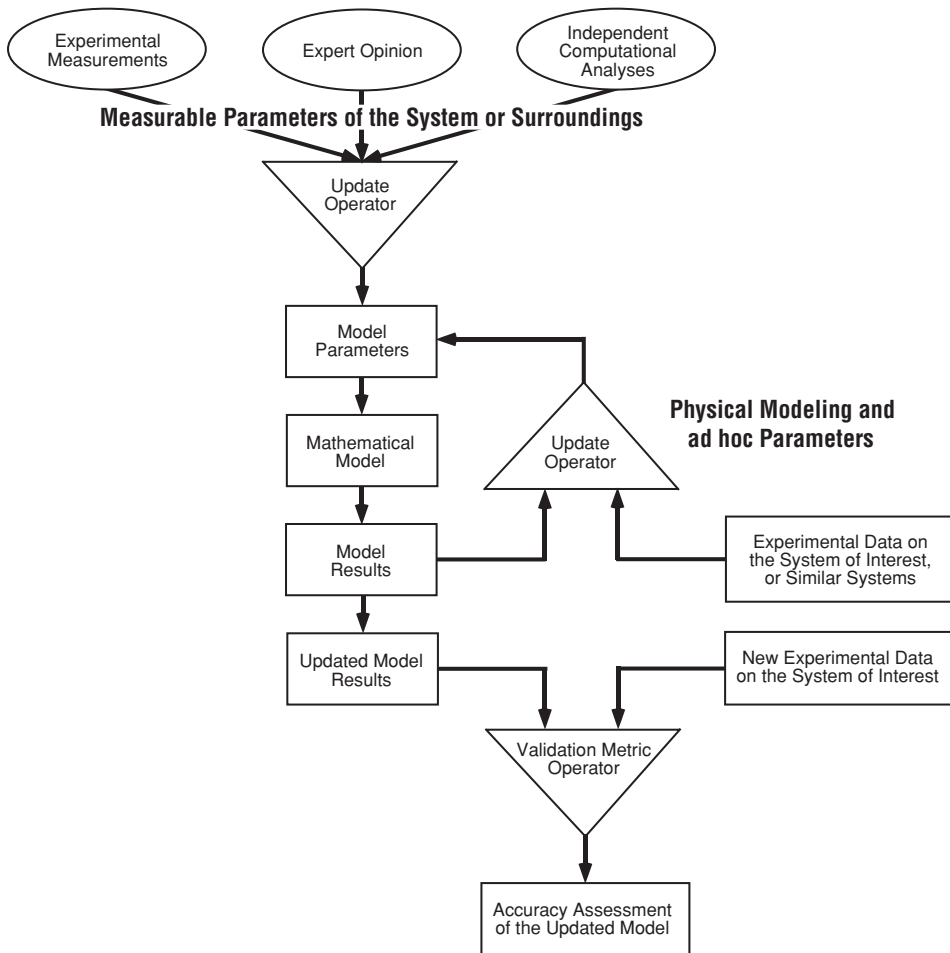 Experimental
Measurements
Expert Opinion
Independent
Computational
Analyses
Measurable Parameters of the System or Surroundings
Update
Operator
Model
Parameters
Physical Modeling and
ad hoc Parameters
Mathematical
Model
Update
Operator
Model
Results
Experimental Data on
the System of Interest,
or Similar Systems
Updated Model
Results
New Experimental Data
on the System of Interest
Validation Metric
Operator
Accuracy Assessment
of the Updated Model